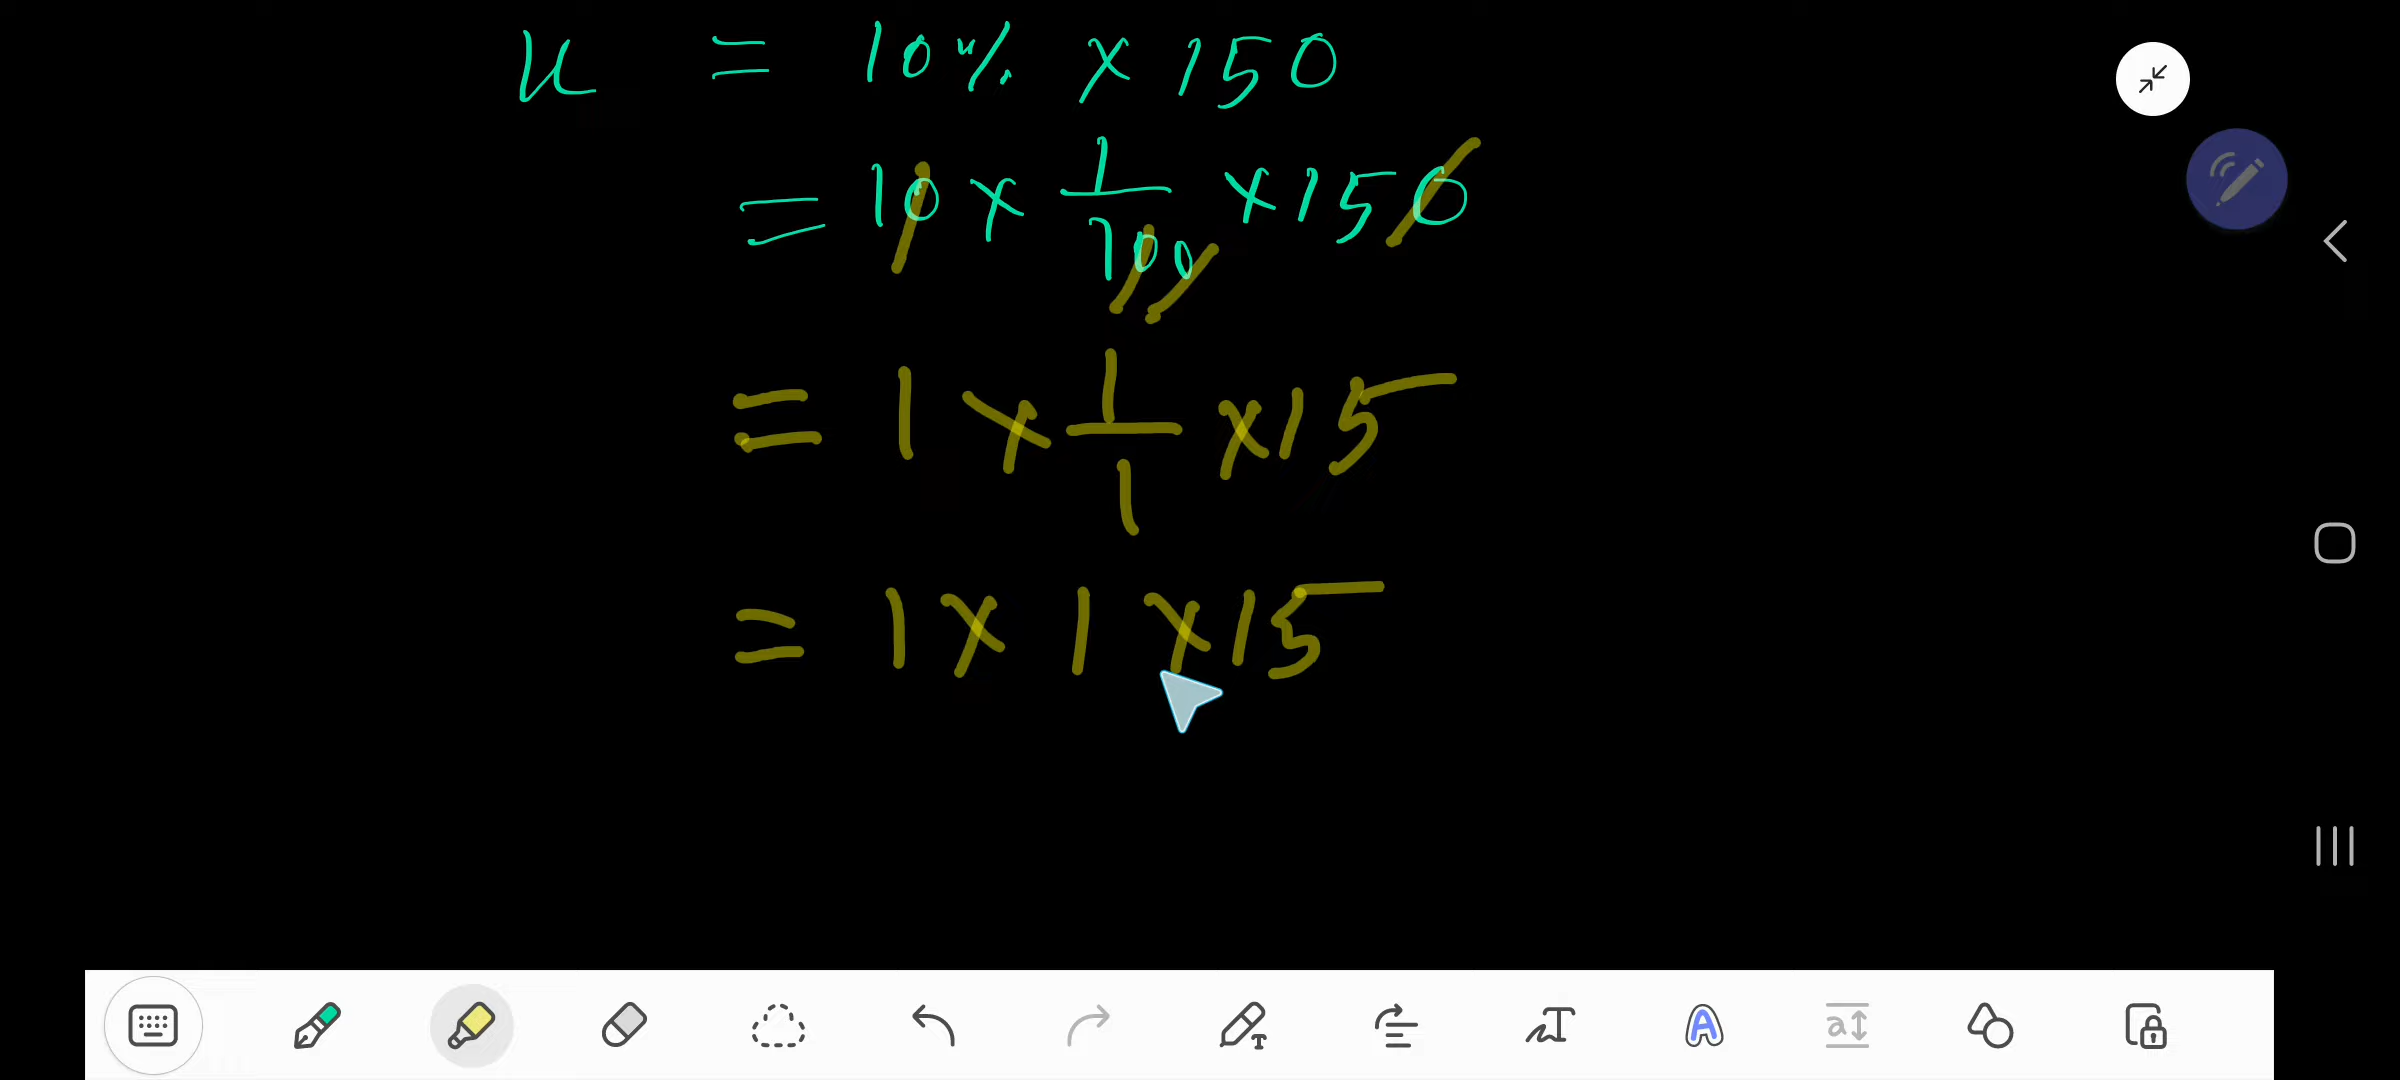 x = 10% × 150
= 10 × 1/100 × 150
= 1 × 1/1 × 15
= 1 × 1 × 15